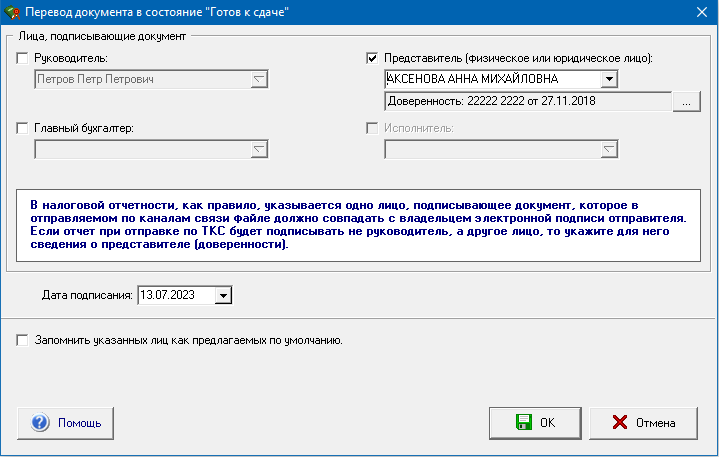 Перевод документа в состояние "Готов к сдаче"
Лица, подписывающие документ
Руководитель:
Петров Петр Петрович
Представитель (физическое или юридическое лицо):
АКСЕНОВА АННА МИХАЙЛОВНА
Доверенность: 22222 2222 от 27.11.2018
...
Главный бухгалтер:
Исполнитель:
В налоговой отчетности, как правило, указывается одно лицо, подписывающее документ, которое в
отправляемом по каналам связи файле должно совпадать с владельцем электронной подписи отправителя.
Если отчет при отправке по ТКС будет подписывать не руководитель, а другое лицо, то укажите для него
сведения о представителе (доверенности).
Дата подписания: 13.07.2023
Запомнить указанных лиц как предлагаемых по умолчанию.
Помощь
OK
Отмена